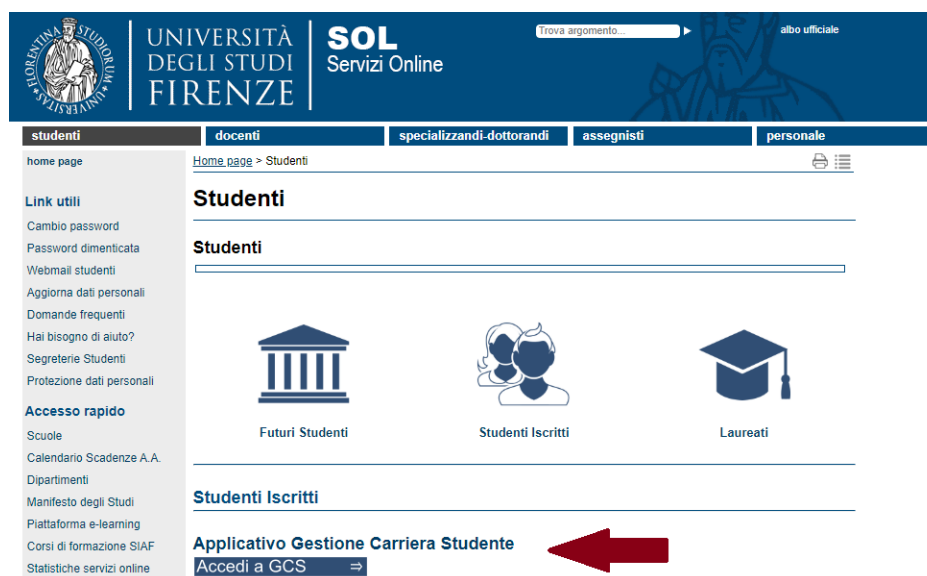 FLORENTINA STUDIORUM VNIVERSITAS
UNIVERSITÀ
DEGLI STUDI
FIRENZE
SOL
Servizi Online
Trova argomento...
albo ufficiale
studenti
docenti
specializzandi-dottorandi
assegnisti
personale
home page
Home page > Studenti
Link utili
Cambio password
Password dimenticata
Webmail studenti
Aggiorna dati personali
Domande frequenti
Hai bisogno di aiuto?
Segreterie Studenti
Protezione dati personali
Accesso rapido
Scuole
Calendario Scadenze A.A.
Dipartimenti
Manifesto degli Studi
Piattaforma e-learning
Corsi di formazione SIAF
Statistiche servizi online
Studenti
Studenti
Futuri Studenti
Studenti Iscritti
Laureati
Studenti Iscritti
Applicativo Gestione Carriera Studente
Accedi a GCS ⇒